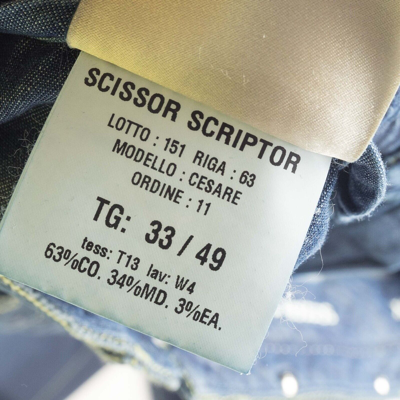 SCISSOR SCRIPTOR
LOTTO : 151 RIGA : 63
MODELLO : CESARE
ORDINE : 11
TG: 33 / 49
tess: T13 lav: W4
63%CO. 34%MD. 3%EA.